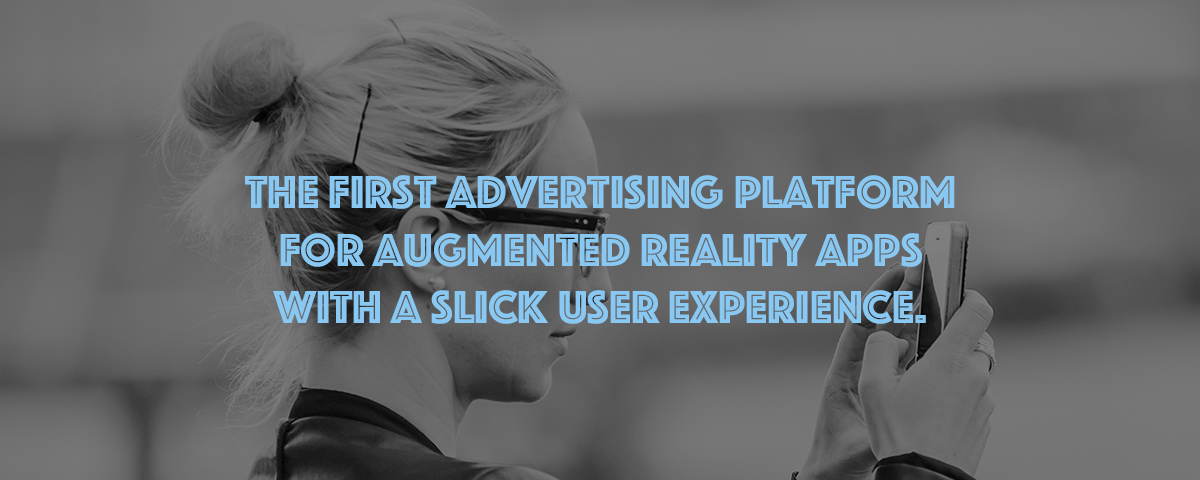 THE FIRST ADVERTISING PLATFORM
FOR AUGMENTED REALITY APPS
WITH A SLICK USER EXPERIENCE.